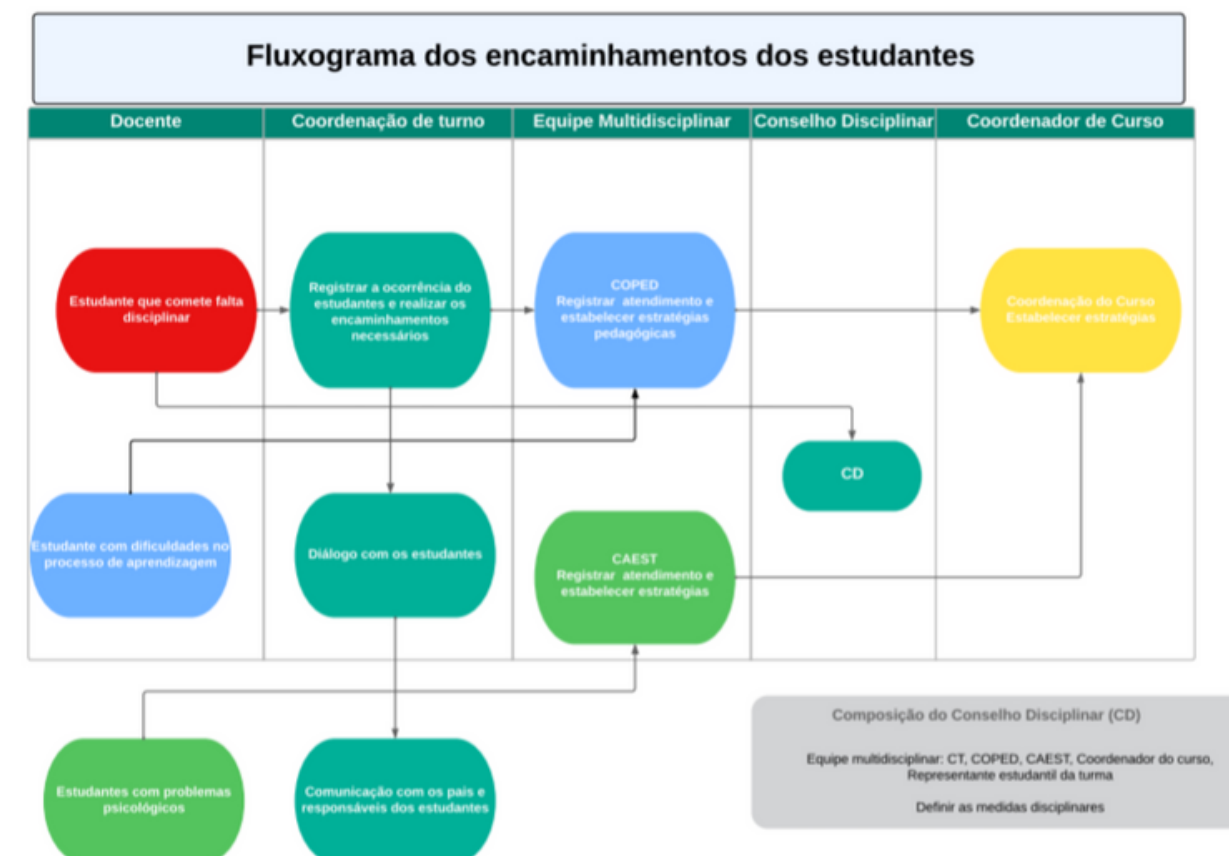 Fluxograma dos encaminhamentos dos estudantes
Docente
Coordenação de turno
Equipe Multidisciplinar
Conselho Disciplinar
Coordenador de Curso
Estudante que comete falta
disciplinar
Registrar a ocorrência do
estudantes e realizar os
encaminhamentos
necessários
COPED
Registrar atendimento e
estabelecer estratégias
pedagógicas
Coordenação do Curso
Estabelecer estratégias
CD
Estudante com dificuldades no
processo de aprendizagem
Diálogo com os estudantes
CAEST
Registrar atendimento e
estabelecer estratégias
Estudantes com problemas
psicológicos
Comunicação com os pais e
responsáveis dos estudantes
Composição do Conselho Disciplinar (CD)
Equipe multidisciplinar: CT, COPED, CAEST, Coordenador do curso,
Representante estudantil da turma
Definir as medidas disciplinares